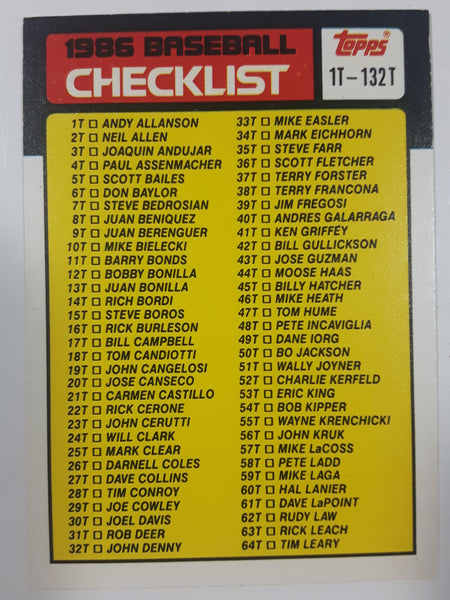 1986 BASEBALL
CHECKLIST
topps
1T-132T
1T ANDY ALLANSON
2T NEIL ALLEN
3T JOAQUIN ANDUJAR
4T PAUL ASSENMACHER
5T SCOTT BAILES
6T DON BAYLOR
7T STEVE BEDROSIAN
8T JUAN BENIQUEZ
9T JUAN BERENGUER
10T MIKE BIELECKI
11T BARRY BONDS
12T BOBBY BONILLA
13T JUAN BONILLA
14T RICH BORDI
15T STEVE BOROS
16T RICK BURLESON
17T BILL CAMPBELL
18T TOM CANDIOTTI
19T JOHN CANGELOSI
20T JOSE CANSECO
21T CARMEN CASTILLO
22T RICK CERONE
23T JOHN CERUTTI
24T WILL CLARK
25T MARK CLEAR
26T DARNELL COLES
27T DAVE COLLINS
28T TIM CONROY
29T JOE COWLEY
30T JOEL DAVIS
31T ROB DEER
32T JOHN DENNY
33T MIKE EASLER
34T MARK EICHHORN
35T STEVE FARR
36T SCOTT FLETCHER
37T TERRY FORSTER
38T TERRY FRANCONA
39T JIM FREGOSI
40T ANDRES GALARRAGA
41T KEN GRIFFEY
42T BILL GULLICKSON
43T JOSE GUZMAN
44T MOOSE HAAS
45T BILLY HATCHER
46T MIKE HEATH
47T TOM HUME
48T PETE INCAVIGLIA
49T DANE IORG
50T BO JACKSON
51T WALLY JOYNER
52T CHARLIE KERFELD
53T ERIC KING
54T BOB KIPPER
55T WAYNE KRENCHICKI
56T JOHN KRUK
57T MIKE LaCOSS
58T PETE LADD
59T MIKE LAGA
60T HAL LANIER
61T DAVE LaPOINT
62T RUDY LAW
63T RICK LEACH
64T TIM LEARY